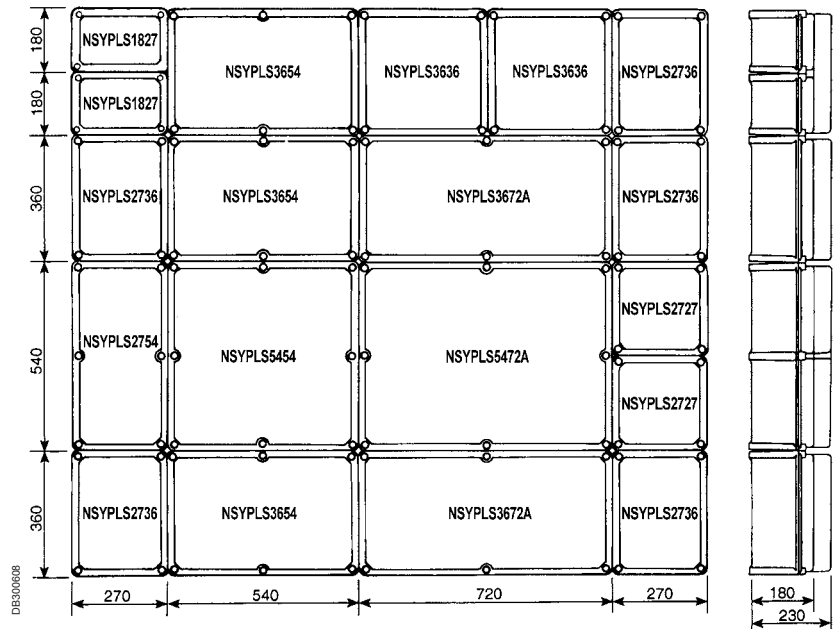 180
NSYPLS1827
NSYPLS3654
NSYPLS3636
NSYPLS3636
NSYPLS2736
180
NSYPLS1827
360
NSYPLS2736
NSYPLS3654
NSYPLS3672A
NSYPLS2736
540
NSYPLS2754
NSYPLS5454
NSYPLS5472A
NSYPLS2727
NSYPLS2727
360
NSYPLS2736
NSYPLS3654
NSYPLS3672A
NSYPLS2736
DB300608
270
540
720
270
180
230